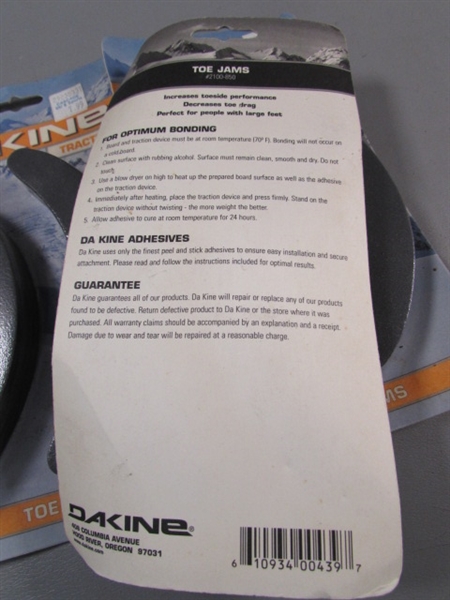 TOE JAMS
#2100-850
Increases toeside performance
Decreases toe drag
Perfect for people with large feet
FOR OPTIMUM BONDING
1. Board and traction device must be at room temperature (70° F). Bonding will not occur on
a cold board.
2. Clean surface with rubbing alcohol. Surface must remain clean, smooth and dry. Do not
touch.
3. Use a blow dryer on high to heat up the prepared board surface as well as the adhesive
on the traction device.
4. Immediately after heating, place the traction device and press firmly. Stand on the
traction device without twisting - the more weight the better.
5. Allow adhesive to cure at room temperature for 24 hours.
DA KINE ADHESIVES
Da Kine uses only the finest peel and stick adhesives to ensure easy installation and secure
attachment. Please read and follow the instructions included for optimal results.
GUARANTEE
Da Kine guarantees all of our products. Da Kine will repair or replace any of our products
found to be defective. Return defective product to Da Kine or the store where it was
purchased. All warranty claims should be accompanied by an explanation and a receipt.
Damage due to wear and tear will be repaired at a reasonable charge.
DAKINE®
408 COLUMBIA AVENUE
HOOD RIVER, OREGON 97031
6 10934 00439 7
KINE
TRACT
TOE
AMS